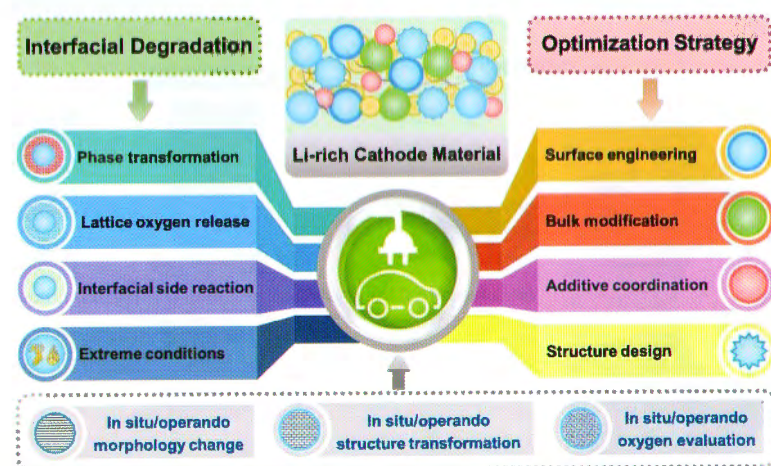 Interfacial Degradation
Optimization Strategy
Li-rich Cathode Material
Phase transformation
Lattice oxygen release
Interfacial side reaction
Extreme conditions
Surface engineering
Bulk modification
Additive coordination
Structure design
In situ/operando
morphology change
In situ/operando
structure transformation
In situ/operando
oxygen evaluation